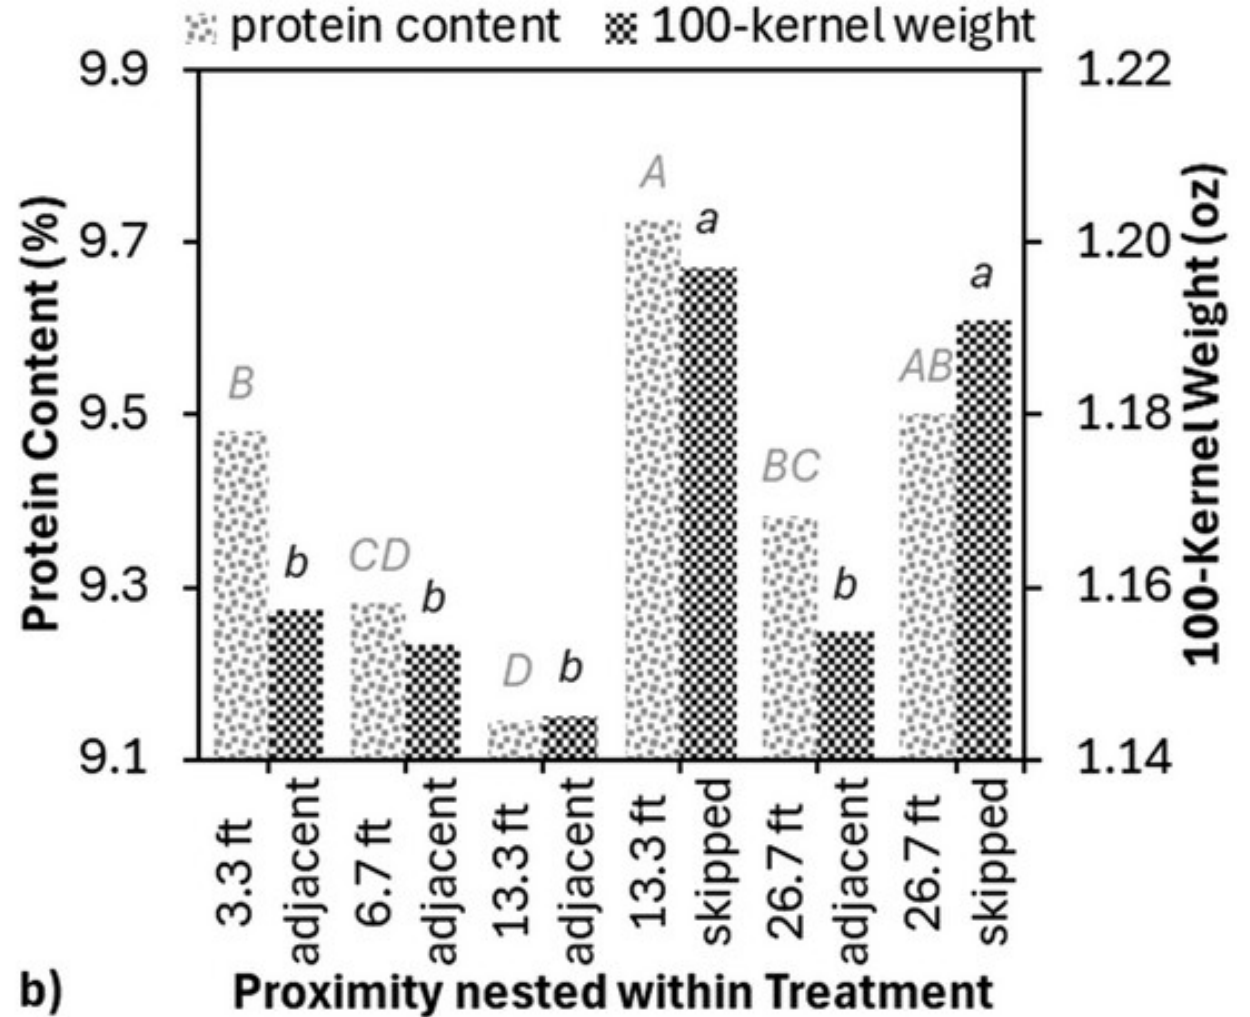 protein content 100-kernel weight
9.9
9.7
9.5
9.3
9.1
Protein Content (%)
1.22
1.20
1.18
1.16
1.14
100-Kernel Weight (oz)
B
b
CD
b
D
b
A
a
BC
b
AB
a
3.3 ft
adjacent
6.7 ft
adjacent
13.3 ft
adjacent
13.3 ft
skipped
26.7 ft
adjacent
26.7 ft
skipped
b)
Proximity nested within Treatment